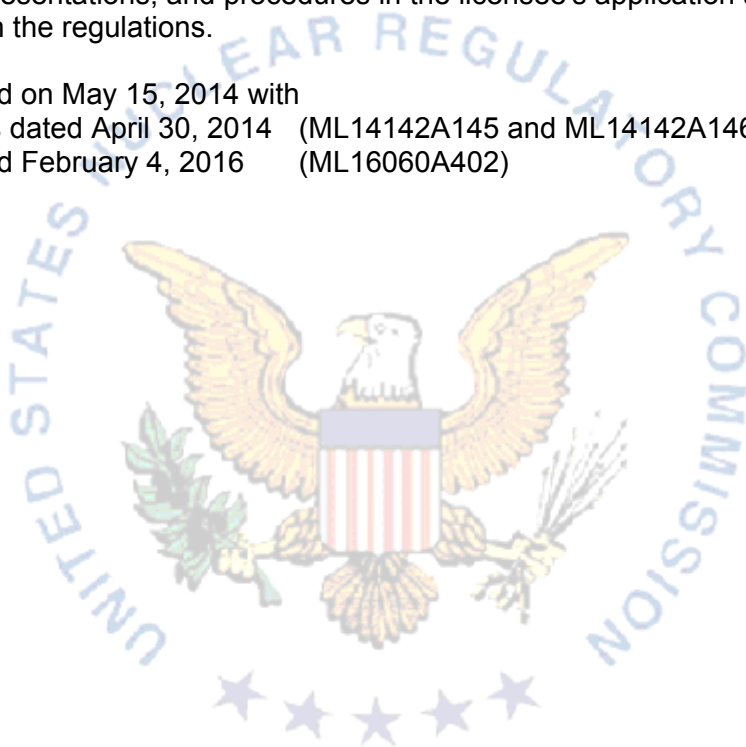 esentations, and procedures in the licensee's application
the regulations.
d on May 15, 2014 with
dated April 30, 2014 (ML14142A145 and ML14142A146
d February 4, 2016 (ML16060A402)
UNITED STATES NUCLEAR REGULATORY COMMISSION